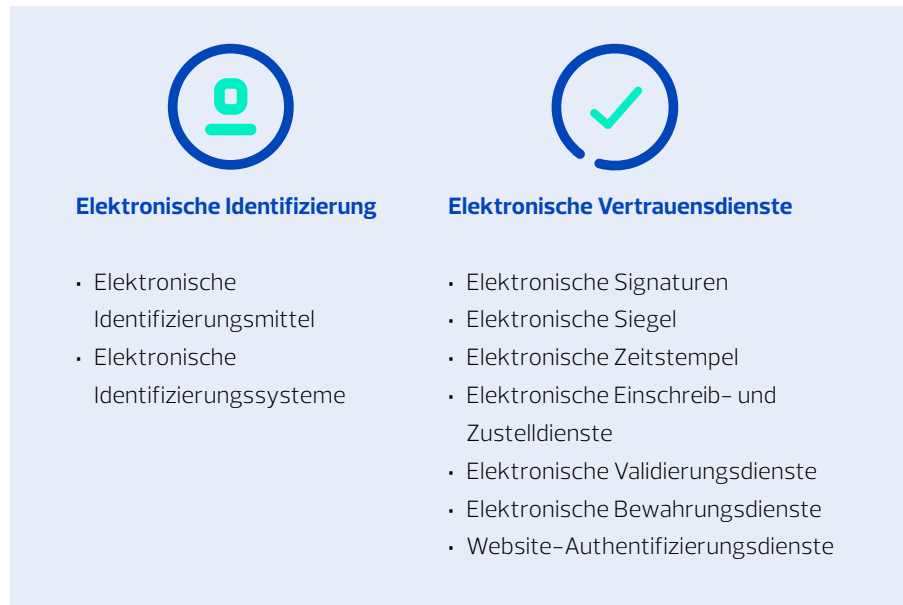 Elektronische Identifizierung
• Elektronische
Identifizierungsmittel
• Elektronische
Identifizierungssysteme
Elektronische Vertrauensdienste
• Elektronische Signaturen
• Elektronische Siegel
• Elektronische Zeitstempel
• Elektronische Einschreib- und
Zustelldienste
• Elektronische Validierungsdienste
• Elektronische Bewahrungsdienste
• Website-Authentifizierungsdienste